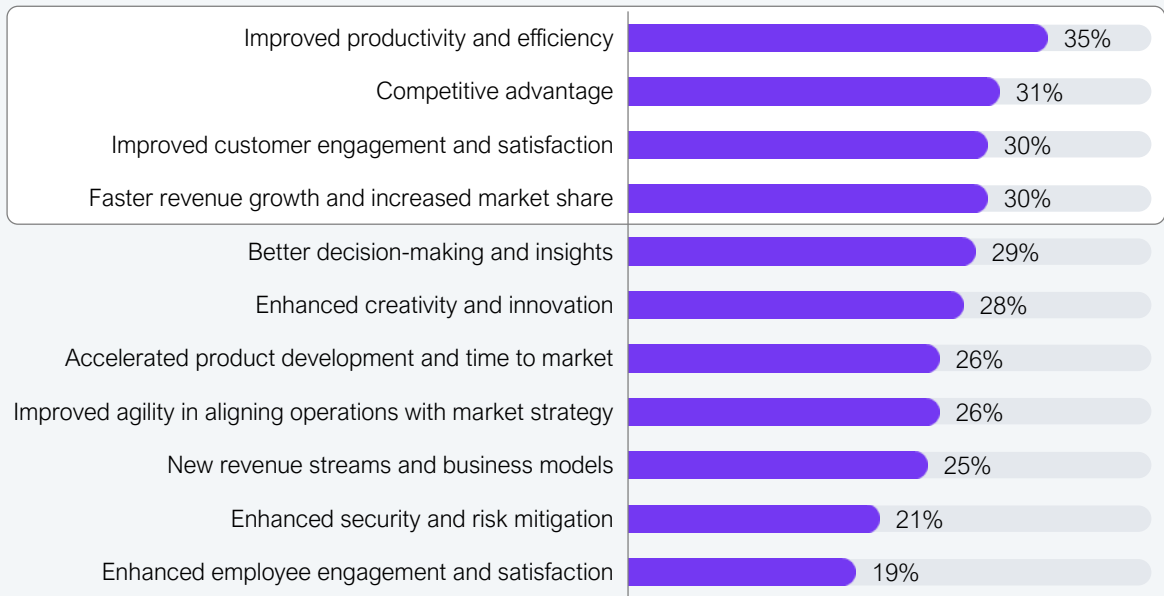 Improved productivity and efficiency 35%
Competitive advantage 31%
Improved customer engagement and satisfaction 30%
Faster revenue growth and increased market share 30%
Better decision-making and insights 29%
Enhanced creativity and innovation 28%
Accelerated product development and time to market 26%
Improved agility in aligning operations with market strategy 26%
New revenue streams and business models 25%
Enhanced security and risk mitigation 21%
Enhanced employee engagement and satisfaction 19%